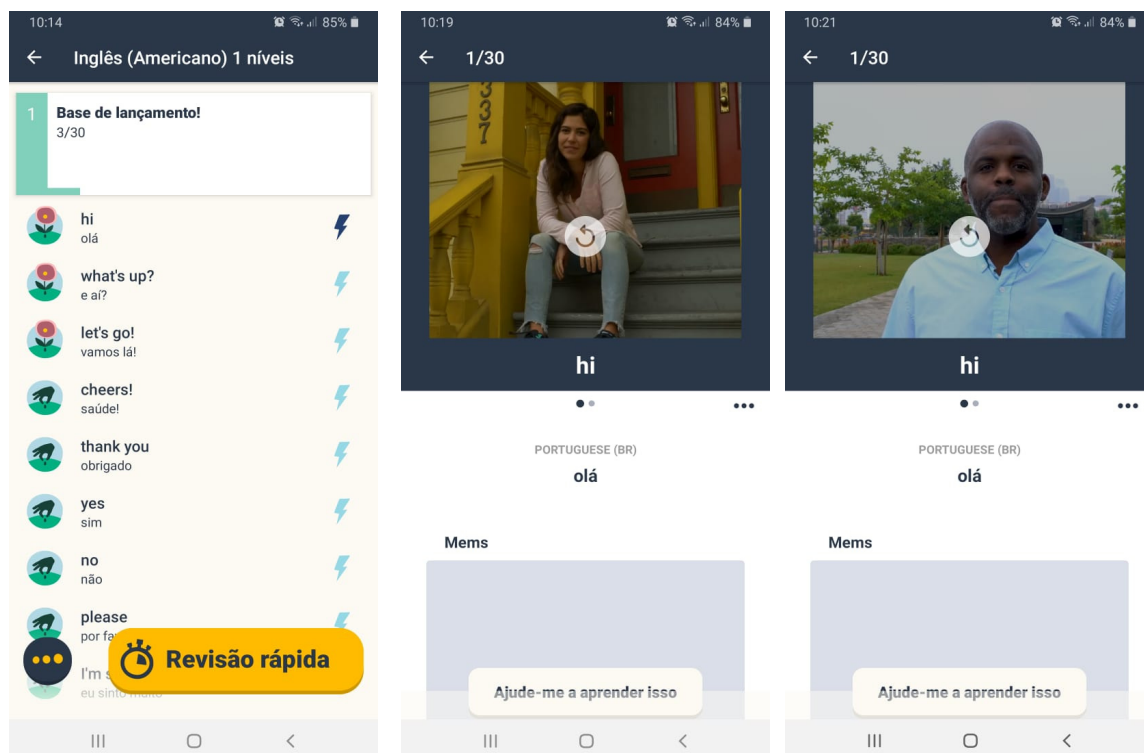 10:14
85%
Inglês (Americano) 1 níveis
1
Base de lançamento!
3/30
hi
olá
what's up?
e aí?
let's go!
vamos lá!
cheers!
saúde!
thank you
obrigado
yes
sim
no
não
please
por fa
Revisão rápida
I'm s
eu sinto muito
10:19
84%
1/30
337
hi
PORTUGUESE (BR)
olá
Mems
Ajude-me a aprender isso
10:21
84%
1/30
hi
PORTUGUESE (BR)
olá
Mems
Ajude-me a aprender isso